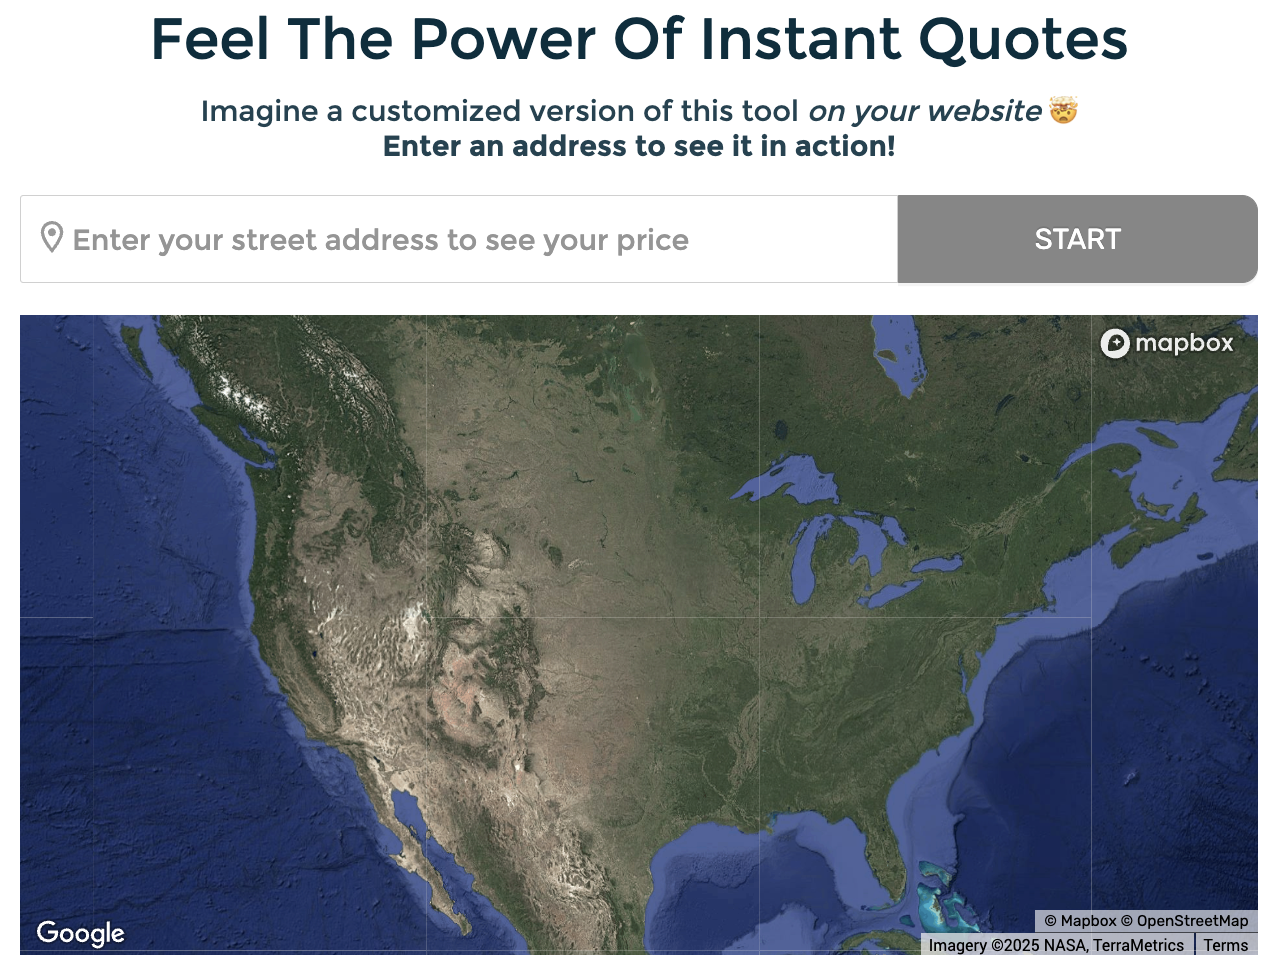 Feel The Power Of Instant Quotes
Imagine a customized version of this tool on your website 🤯
Enter an address to see it in action!
Enter your street address to see your price
START
mapbox
Google
© Mapbox © OpenStreetMap
Imagery ©2025 NASA, TerraMetrics
Terms